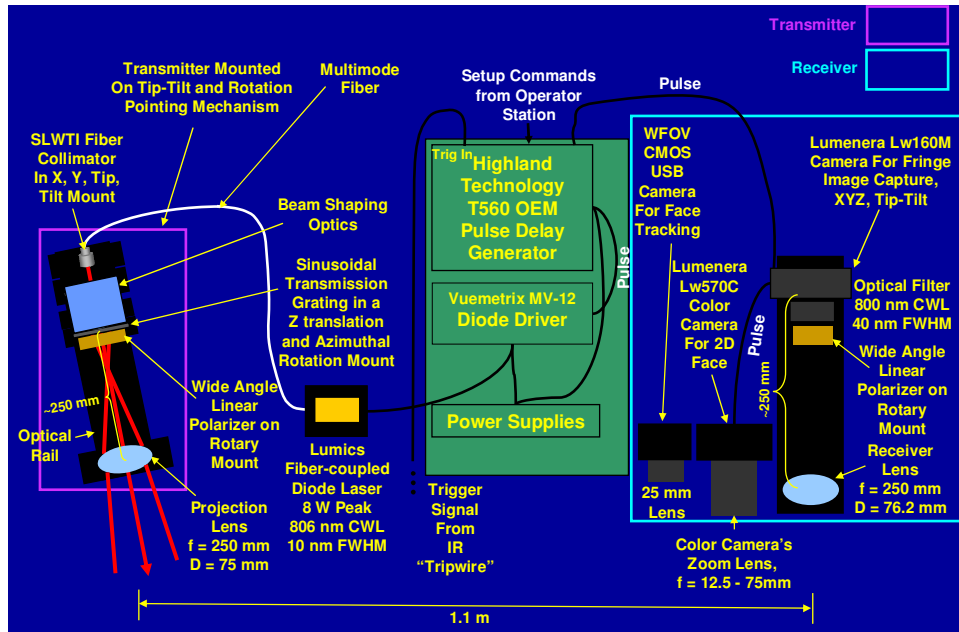 Transmitter
Receiver
Transmitter Mounted
On Tip-Tilt and Rotation
Pointing Mechanism
Multimode
Fiber
Setup Commands
from Operator
Station
Pulse
SLWTI Fiber
Collimator
In X, Y, Tip,
Tilt Mount
Beam Shaping
Optics
Sinusoidal
Transmission
Grating in a
Z translation
and Azimuthal
Rotation Mount
~250 mm
Wide Angle
Linear
Polarizer on
Rotary
Mount
Optical
Rail
Projection
Lens
f = 250 mm
D = 75 mm
Lumics
Fiber-coupled
Diode Laser
8 W Peak
806 nm CWL
10 nm FWHM
Trig In
Highland
Technology
T560 OEM
Pulse Delay
Generator
Vuemetrix MV-12
Diode Driver
Power Supplies
Pulse
Trigger
Signal
From
IR
“Tripwire”
WFOV
CMOS
USB
Camera
For Face
Tracking
Lumenera
Lw570C
Color
Camera
For 2D
Face
Pulse
Lumenera Lw160M
Camera For Fringe
Image Capture,
XYZ, Tip-Tilt
Optical Filter
800 nm CWL
40 nm FWHM
Wide Angle
Linear
Polarizer on
Rotary
Mount
~250 mm
Receiver
Lens
f = 250 mm
D = 76.2 mm
25 mm
Lens
Color Camera’s
Zoom Lens,
f = 12.5 - 75mm
1.1 m